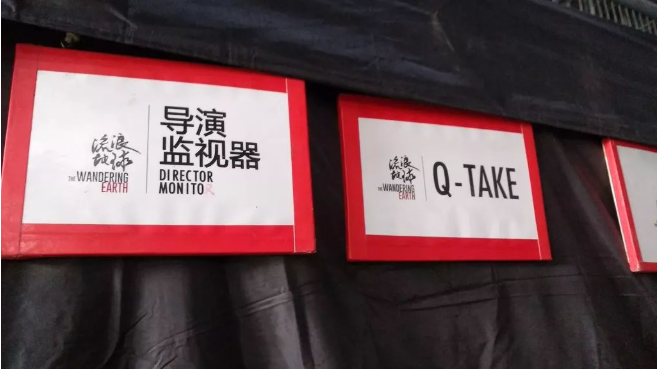 流浪
地球
THE WANDERING
EARTH
导演
监视器
DIRECTOR
MONITOR
流浪
地球
THE WANDERING
EARTH
Q-TAKE